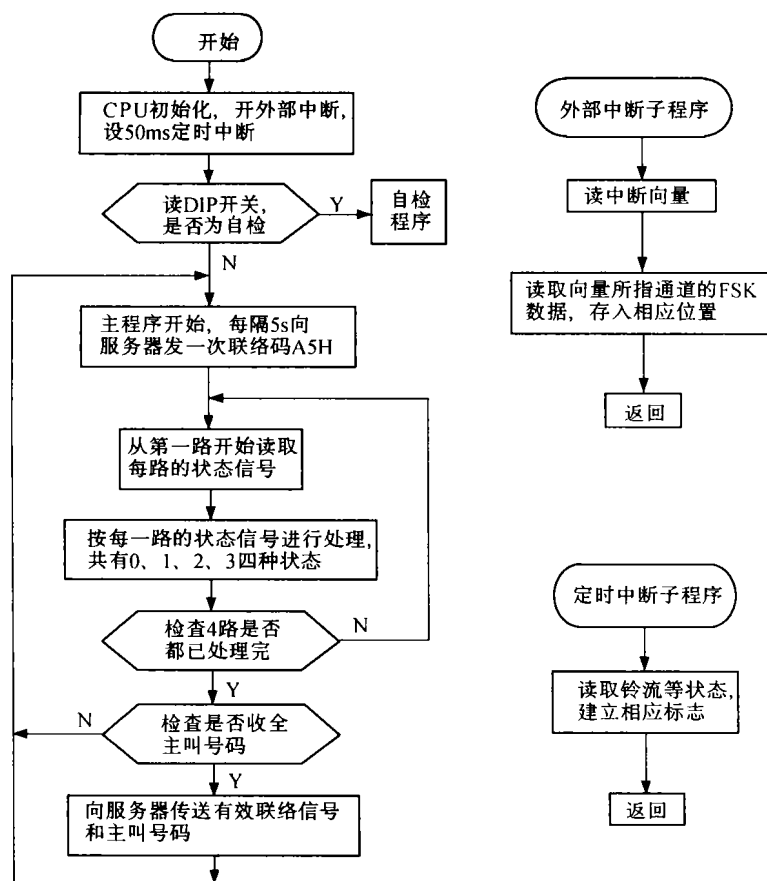 开始
CPU初始化，开外部中断，
设50ms定时中断
读DIP开关，
是否为自检
Y
自检
程序
N
主程序开始，每隔5s向
服务器发一次联络码A5H
从第一路开始读取
每路的状态信号
按每一路的状态信号进行处理，
共有0、1、2、3四种状态
检查4路是否
都已处理完
N
Y
检查是否收全
主叫号码
N
Y
向服务器传送有效联络信号
和主叫号码
外部中断子程序
读中断向量
读取向量所指通道的FSK
数据，存入相应位置
返回
定时中断子程序
读取铃流等状态，
建立相应标志
返回